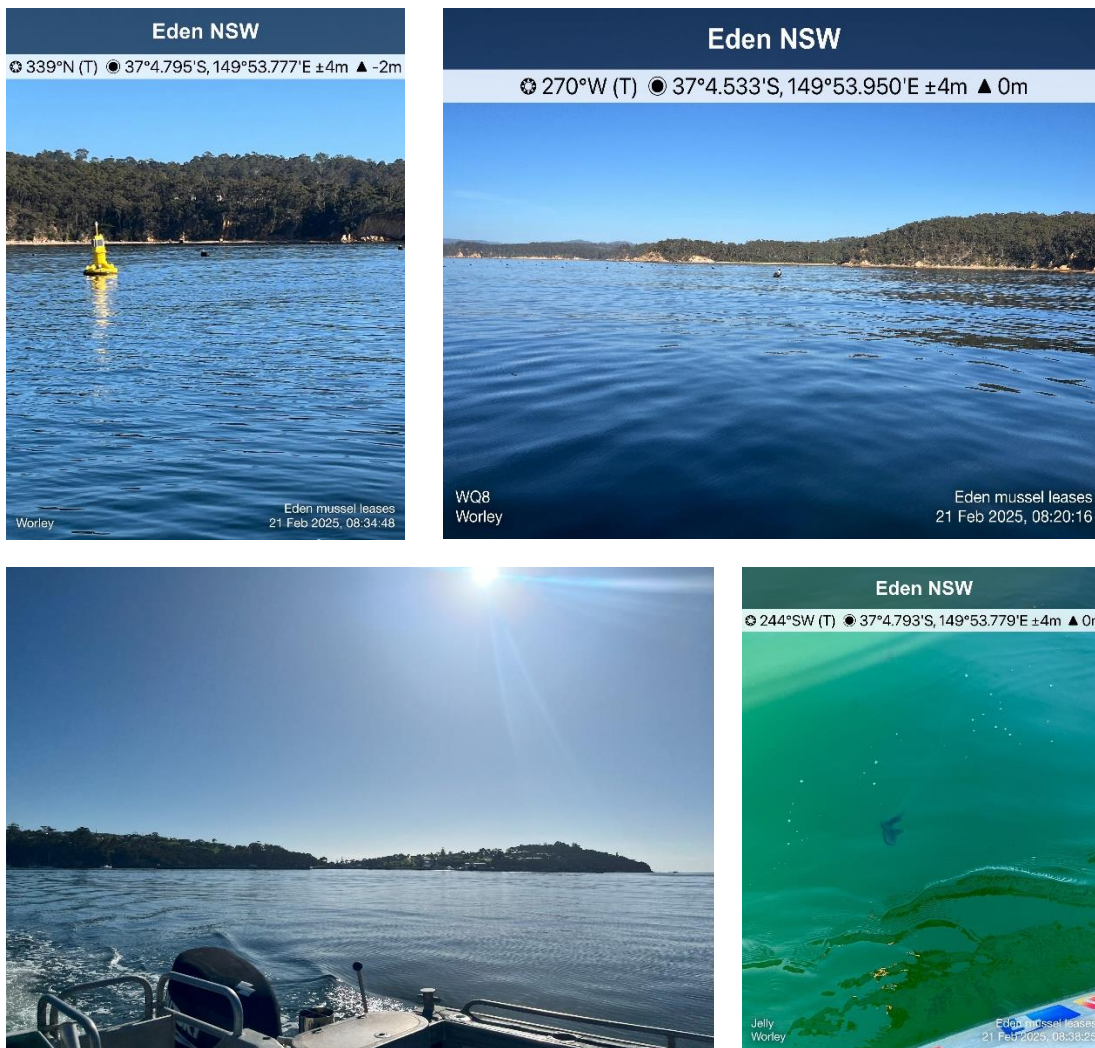 Eden NSW
339°N (T) 37°4.795'S, 149°53.777'E ±4m ▲ -2m
Worley
Eden mussel leases
21 Feb 2025, 08:34:48
Eden NSW
270°W (T) 37°4.533'S, 149°53.950'E ±4m ▲ 0m
WQ8
Worley
Eden mussel leases
21 Feb 2025, 08:20:16
Eden NSW
244°SW (T) 37°4.793'S, 149°53.779'E ±4m ▲
Jelly
Worley
Eden mussel leases
21 Feb 2025, 08:38:25